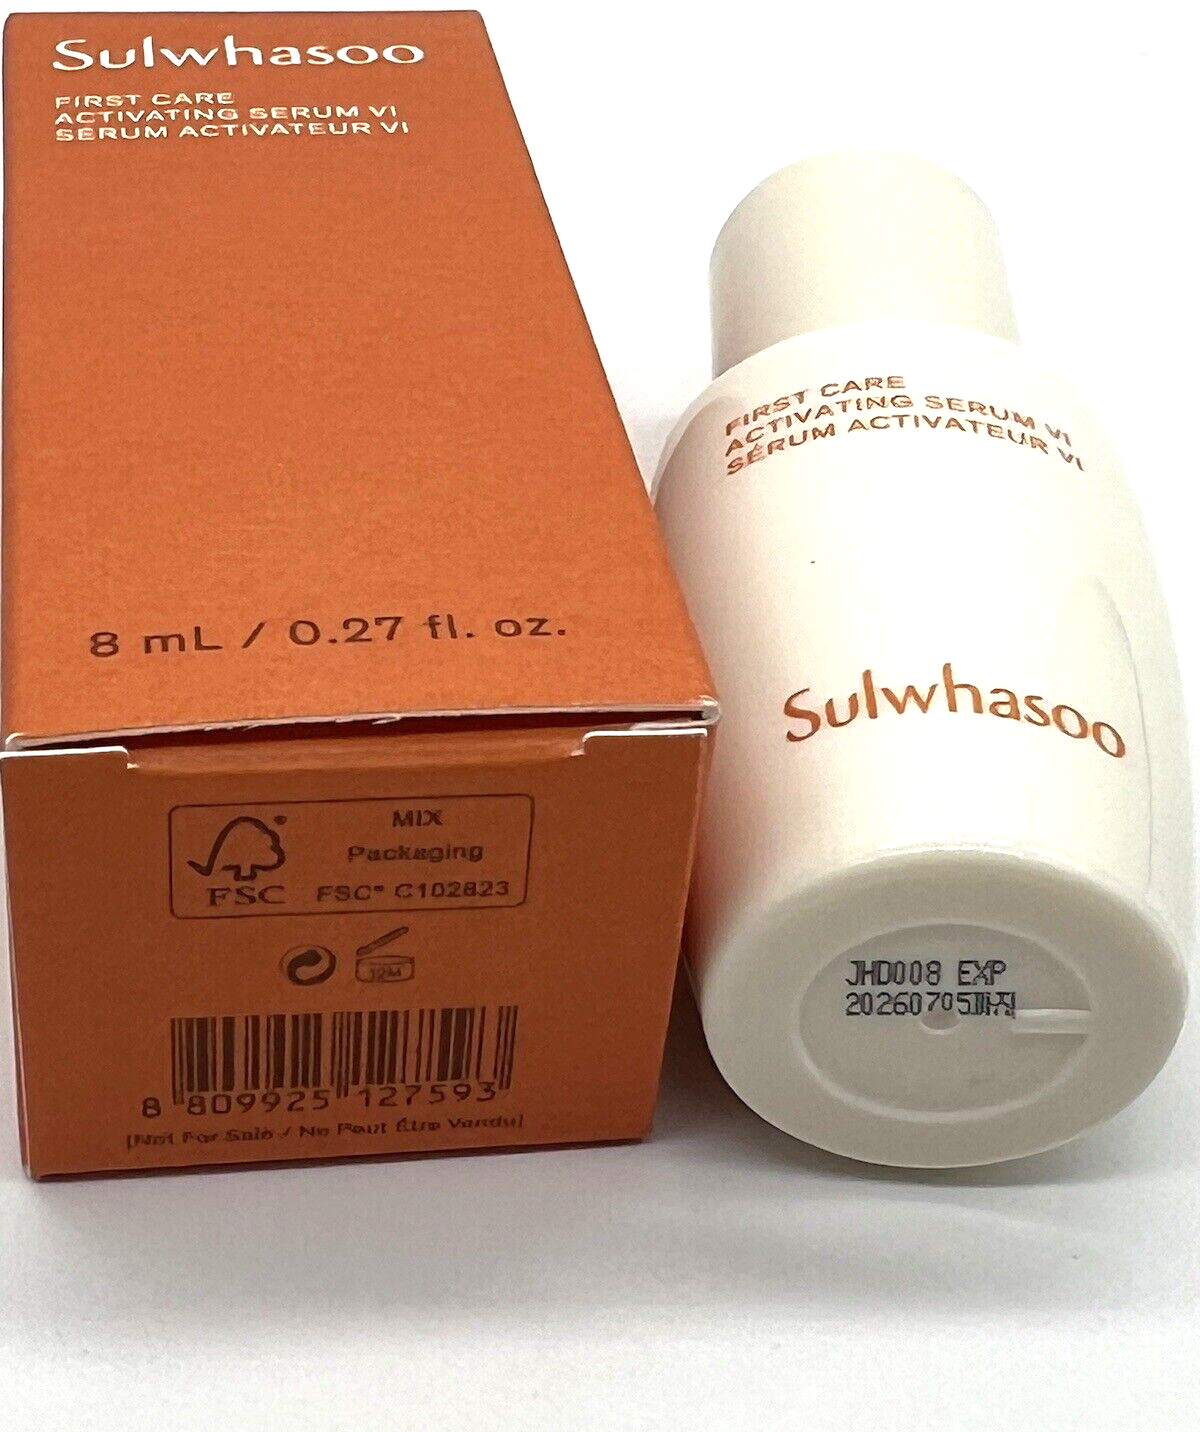 Sulwhasoo
FIRST CARE
ACTIVATING SERUM VI
SÉRUM ACTIVATEUR VI
8 mL / 0.27 fl. oz.
FSC
MIX
Packaging
FSC® C102823
12M
8 809925 127593
[Not For Sale / Ne Peut Être Vendu]
FIRST CARE
ACTIVATING SERUM VI
SÉRUM ACTIVATEUR VI
Sulwhasoo
JHD008 EXP
20260705까지